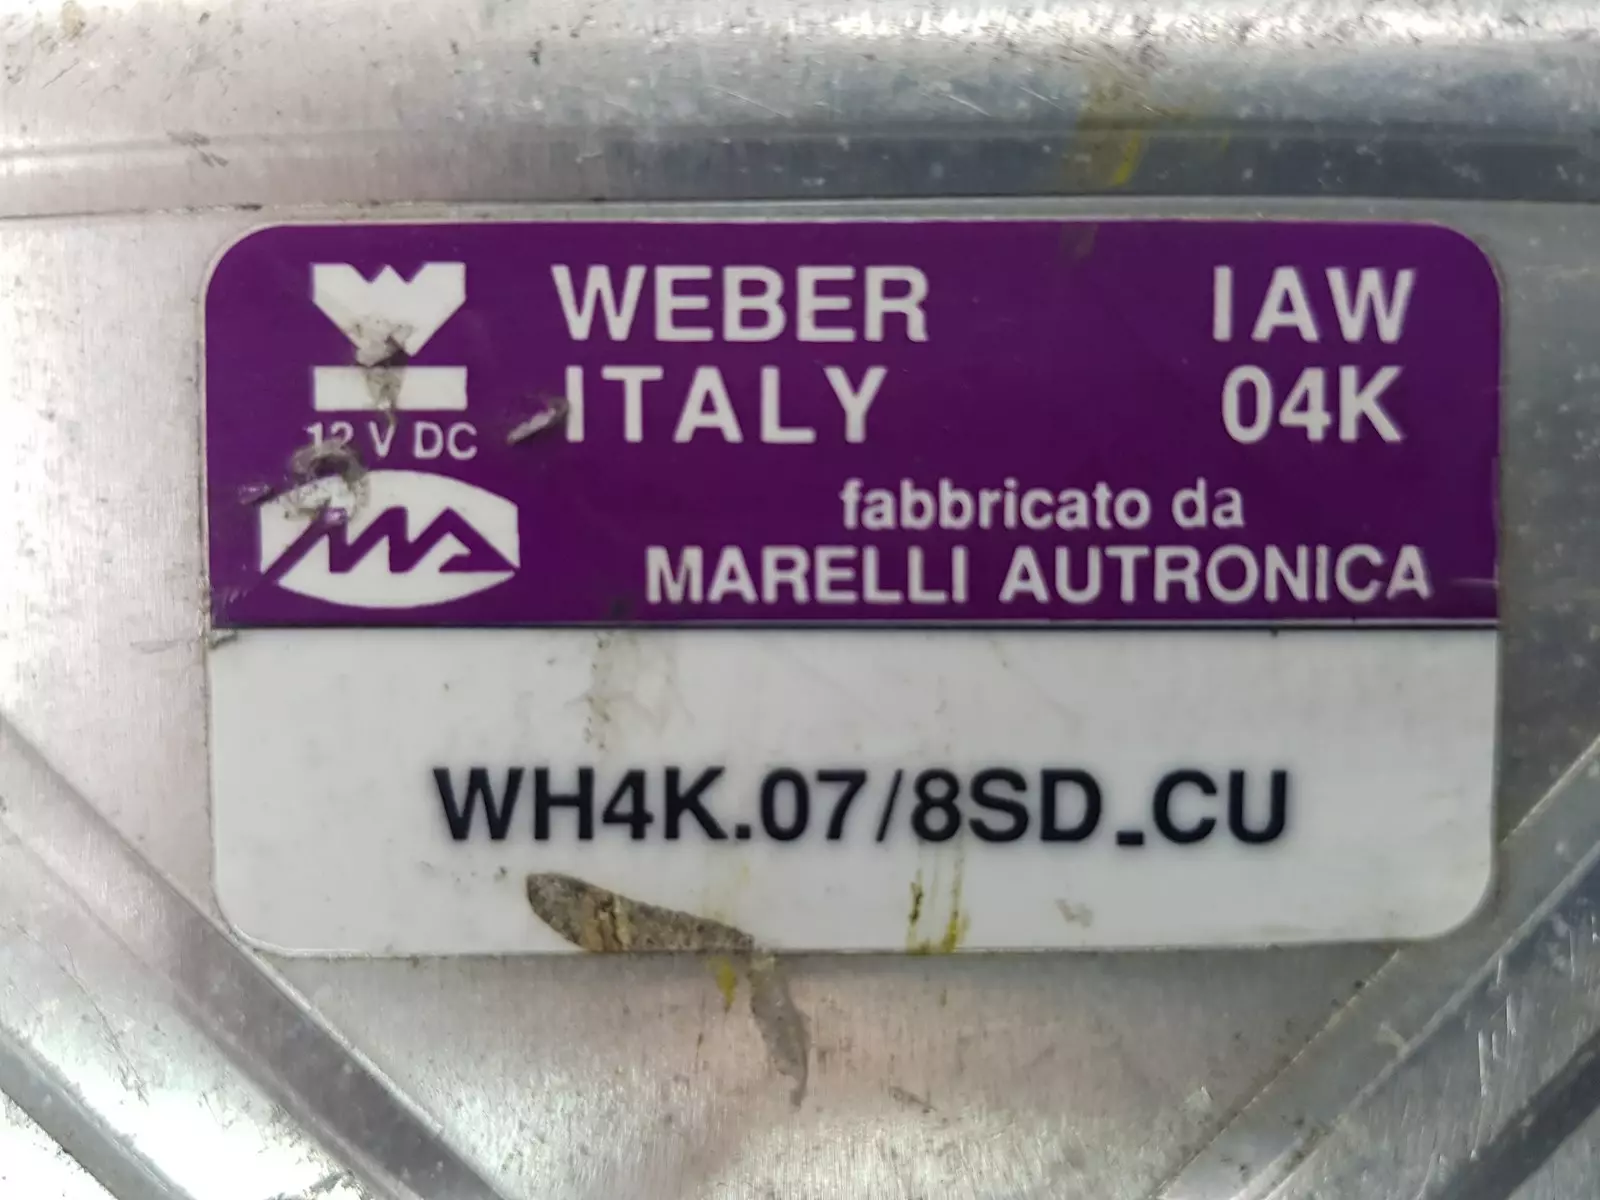 WEBER IAW
ITALY 04K
12 V DC
fabbricato da
MARELLI AUTRONICA
WH4K.07/8SD_CU